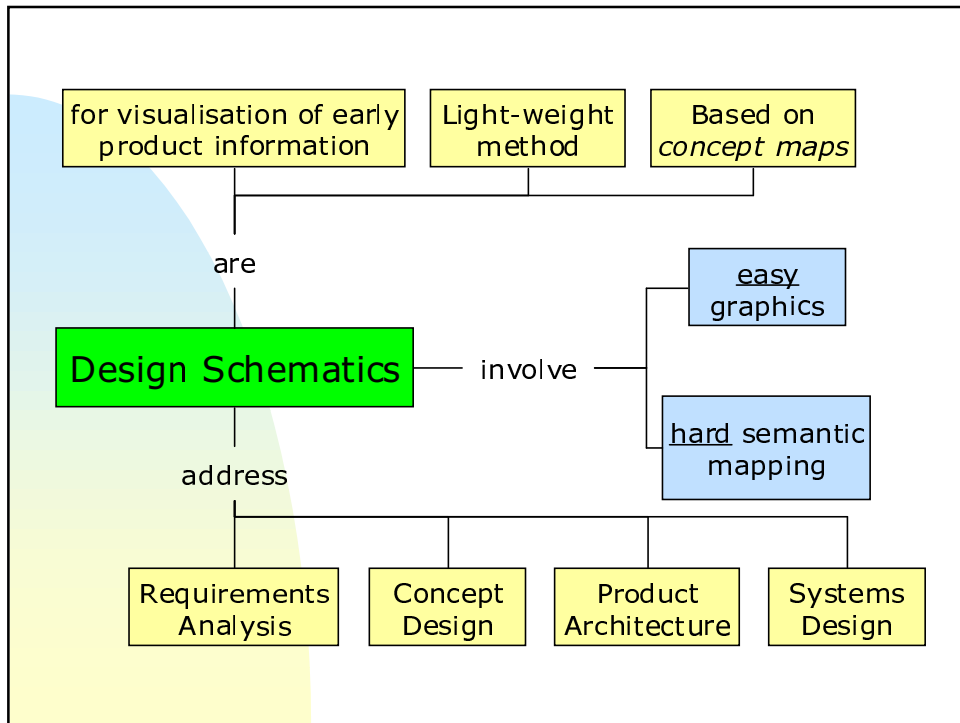 for visualisation of early
product information
Light-weight
method
Based on
concept maps
are
easy
graphics
Design Schematics
involve
hard semantic
mapping
address
Requirements
Analysis
Concept
Design
Product
Architecture
Systems
Design